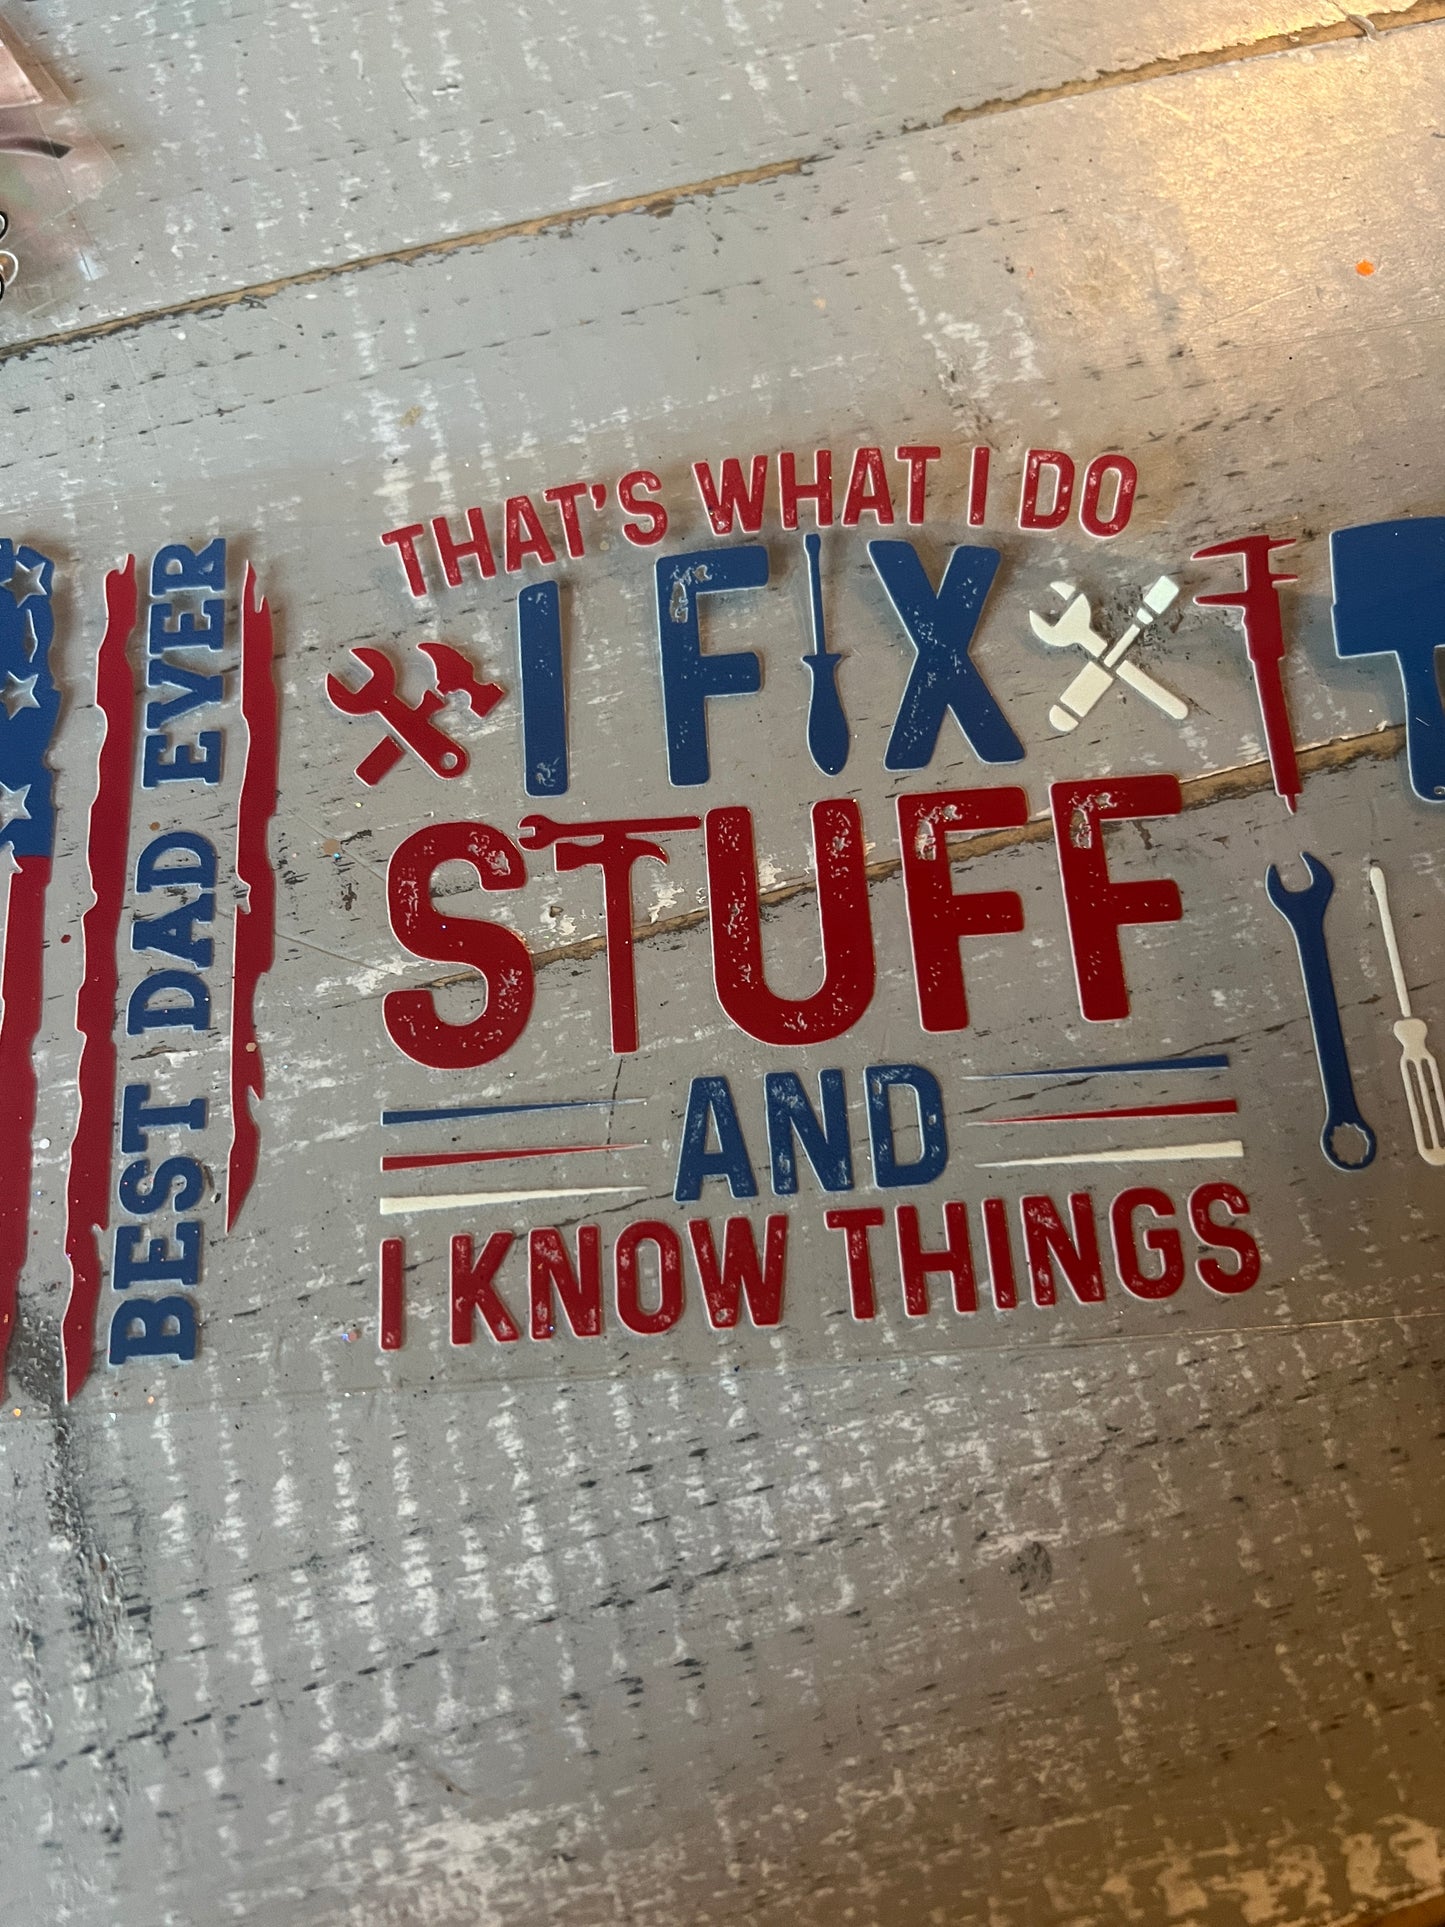 BEST DAD EVER
THAT'S WHAT I DO
I FIX
STUFF
AND
I KNOW THINGS